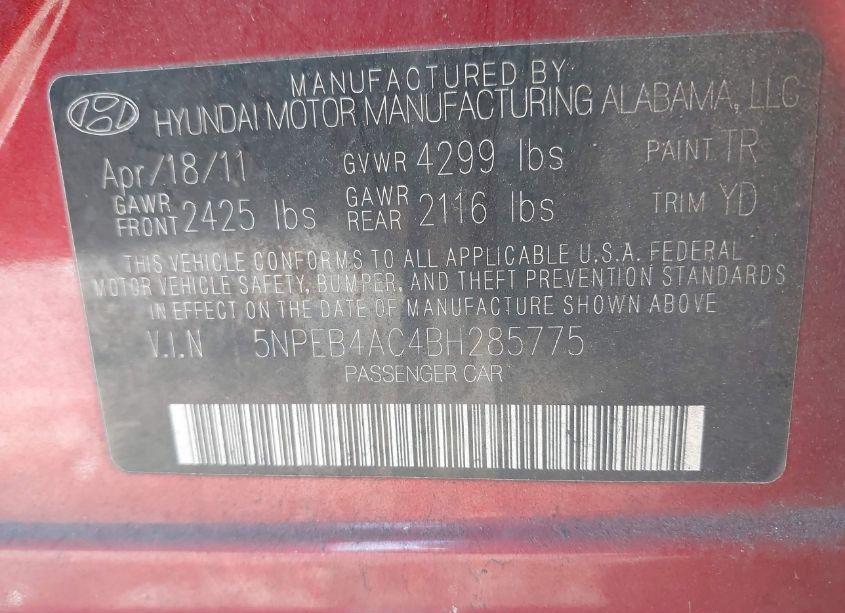 MANUFACTURED BY
HYUNDAI MOTOR MANUFACTURING ALABAMA, LLC
Apr/18/11 GVWR 4299 lbs PAINT TR
GAWR FRONT 2425 lbs GAWR REAR 2116 lbs TRIM YD
THIS VEHICLE CONFORMS TO ALL APPLICABLE U.S.A. FEDERAL
MOTOR VEHICLE SAFETY, BUMPER, AND THEFT PREVENTION STANDARDS
IN EFFECT ON THE DATE OF MANUFACTURE SHOWN ABOVE
V.I.N 5NPEB4AC4BH285775
PASSENGER CAR